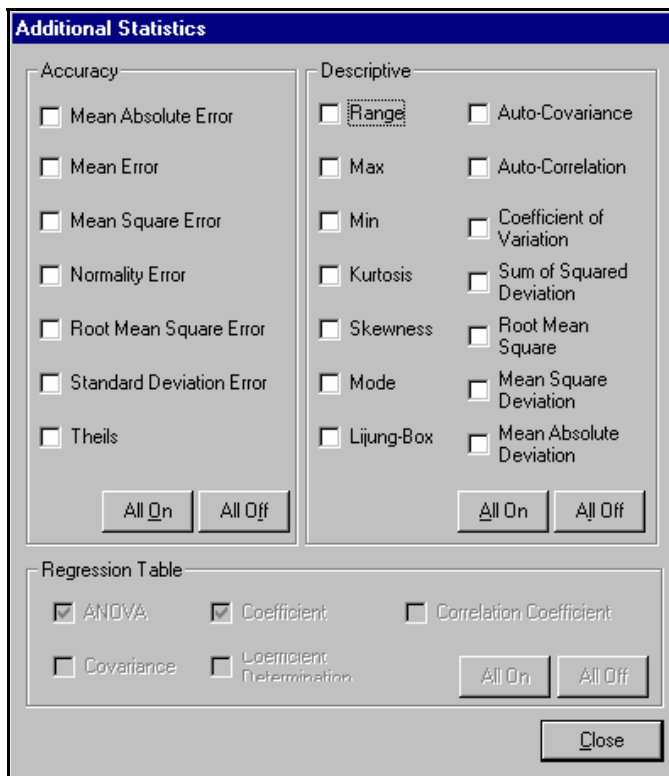 Additional Statistics
Accuracy
Mean Absolute Error
Mean Error
Mean Square Error
Normality Error
Root Mean Square Error
Standard Deviation Error
Theils
All On
All Off
Descriptive
Range
Max
Min
Kurtosis
Skewness
Mode
Lijung-Box
Auto-Covariance
Auto-Correlation
Coefficient of
Variation
Sum of Squared
Deviation
Root Mean
Square
Mean Square
Deviation
Mean Absolute
Deviation
All On
All Off
Regression Table
ANOVA
Coefficient
Correlation Coefficient
Covariance
Coefficient
Determination
All On
All Off
Close